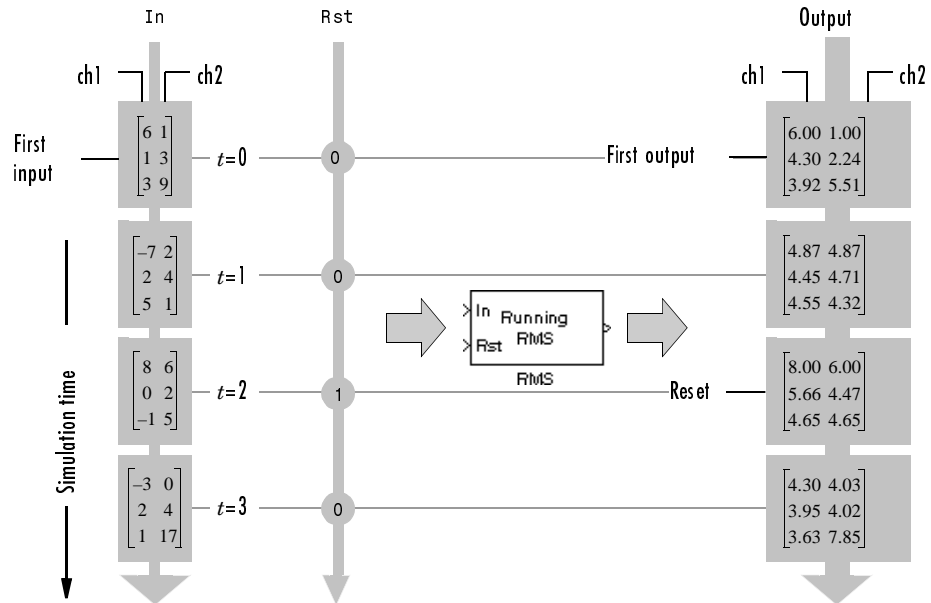 In Rst Output
ch1 ch2 ch1 ch2
First input
6 1
1 3
3 9
t=0
0
First output
6.00 1.00
4.30 2.24
3.92 5.51
–7 2
2 4
5 1
t=1
0
4.87 4.87
4.45 4.71
4.55 4.32
In
Rst
Running
RMS
RMS
Simulation time
8 6
0 2
–1 5
t=2
1
Reset
8.00 6.00
5.66 4.47
4.65 4.65
–3 0
2 4
1 17
t=3
0
4.30 4.03
3.95 4.02
3.63 7.85